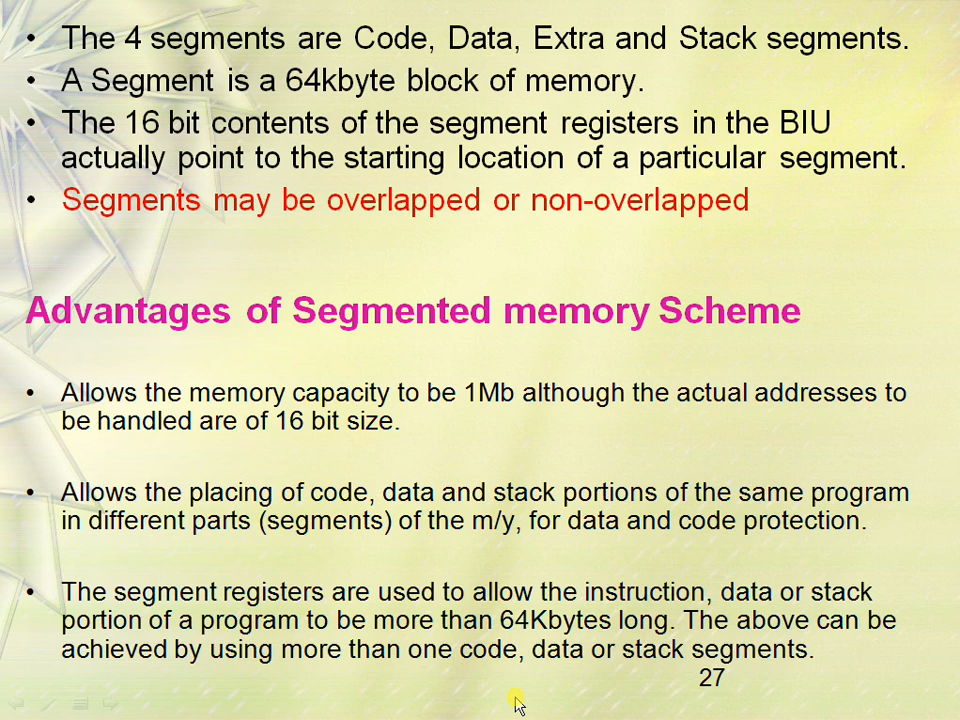 • The 4 segments are Code, Data, Extra and Stack segments.
• A Segment is a 64kbyte block of memory.
• The 16 bit contents of the segment registers in the BIU
actually point to the starting location of a particular segment.
• Segments may be overlapped or non-overlapped
Advantages of Segmented memory Scheme
• Allows the memory capacity to be 1Mb although the actual addresses to
be handled are of 16 bit size.
• Allows the placing of code, data and stack portions of the same program
in different parts (segments) of the m/y, for data and code protection.
• The segment registers are used to allow the instruction, data or stack
portion of a program to be more than 64Kbytes long. The above can be
achieved by using more than one code, data or stack segments.
27